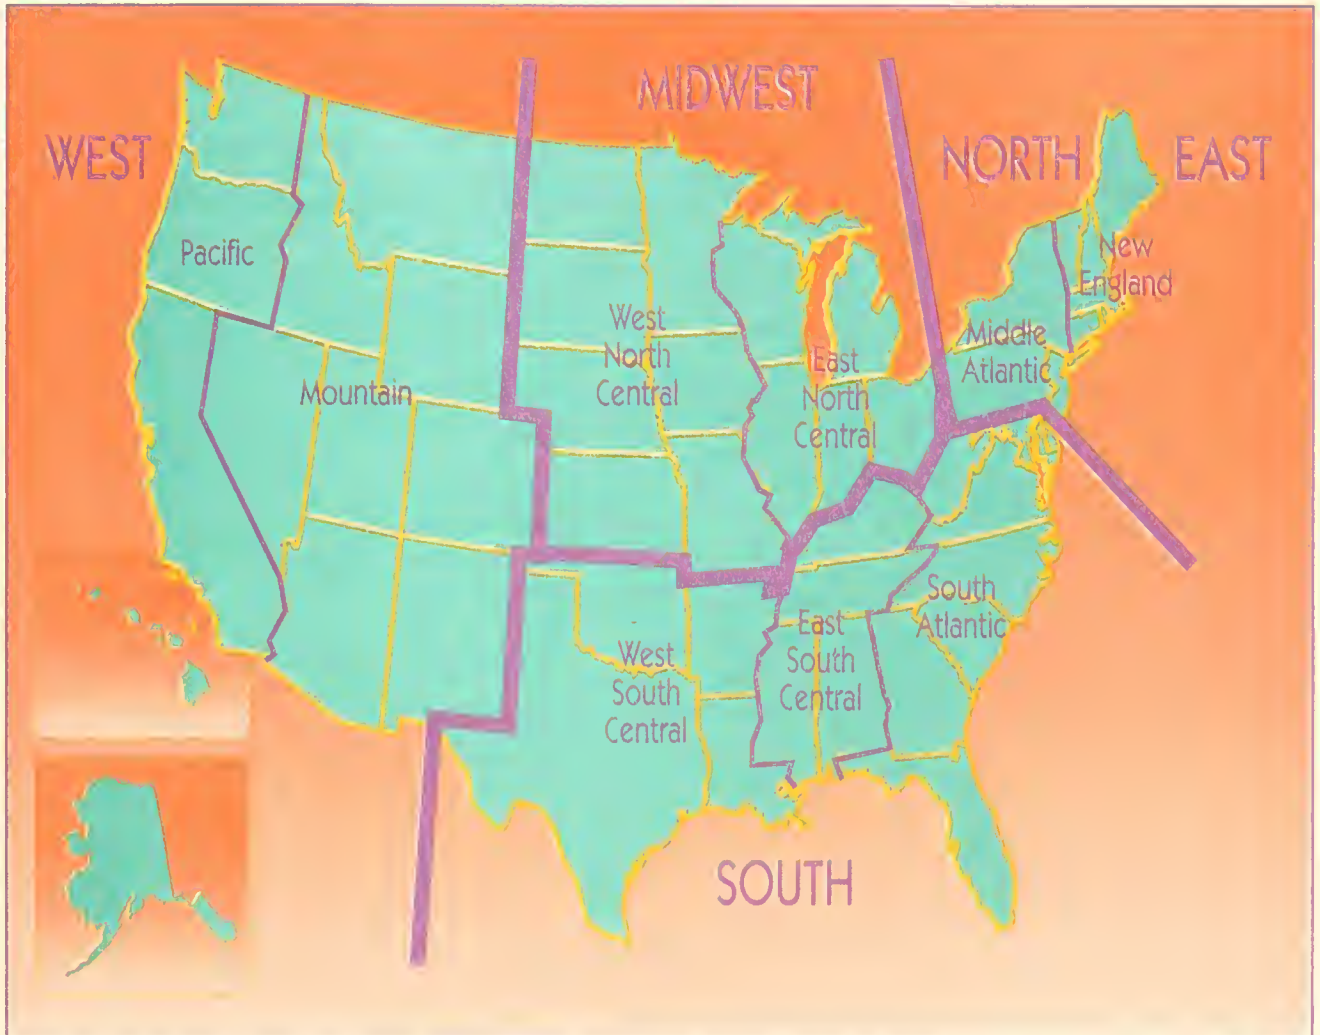 MIDWEST
WEST
NORTH EAST
Pacific
New
England
West
North
Central
Middle
Atlantic
East
North
Central
Mountain
South
Atlantic
East
South
Central
West
South
Central
SOUTH